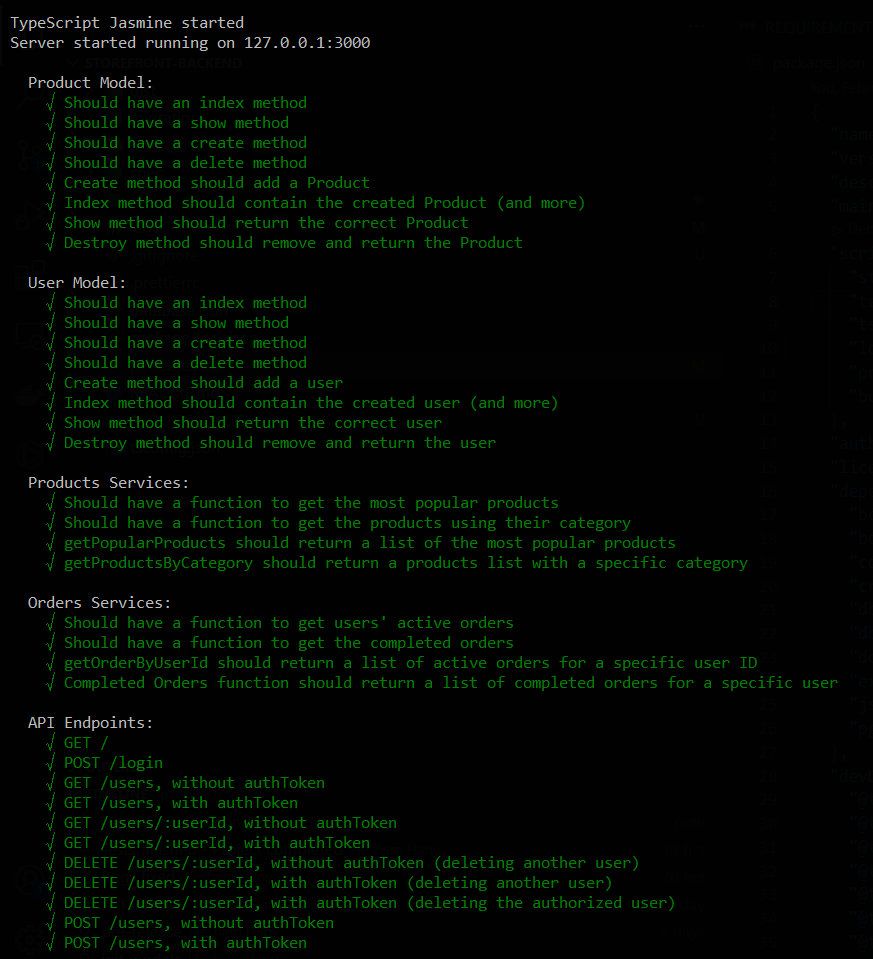 TypeScript Jasmine started
Server started running on 127.0.0.1:3000
Product Model:
√ Should have an index method
√ Should have a show method
√ Should have a create method
√ Should have a delete method
√ Create method should add a Product
√ Index method should contain the created Product (and more)
√ Show method should return the correct Product
√ Destroy method should remove and return the Product
User Model:
√ Should have an index method
√ Should have a show method
√ Should have a create method
√ Should have a delete method
√ Create method should add a user
√ Index method should contain the created user (and more)
√ Show method should return the correct user
√ Destroy method should remove and return the user
Products Services:
√ Should have a function to get the most popular products
√ Should have a function to get the products using their category
√ getPopularProducts should return a list of the most popular products
√ getProductsByCategory should return a products list with a specific category
Orders Services:
√ Should have a function to get users' active orders
√ Should have a function to get the completed orders
√ getOrderByUserId should return a list of active orders for a specific user ID
√ Completed Orders function should return a list of completed orders for a specific user
API Endpoints:
√ GET /
√ POST /login
√ GET /users, without authToken
√ GET /users, with authToken
√ GET /users/:userId, without authToken
√ GET /users/:userId, with authToken
√ DELETE /users/:userId, without authToken (deleting another user)
√ DELETE /users/:userId, with authToken (deleting another user)
√ DELETE /users/:userId, with authToken (deleting the authorized user)
√ POST /users, without authToken
√ POST /users, with authToken